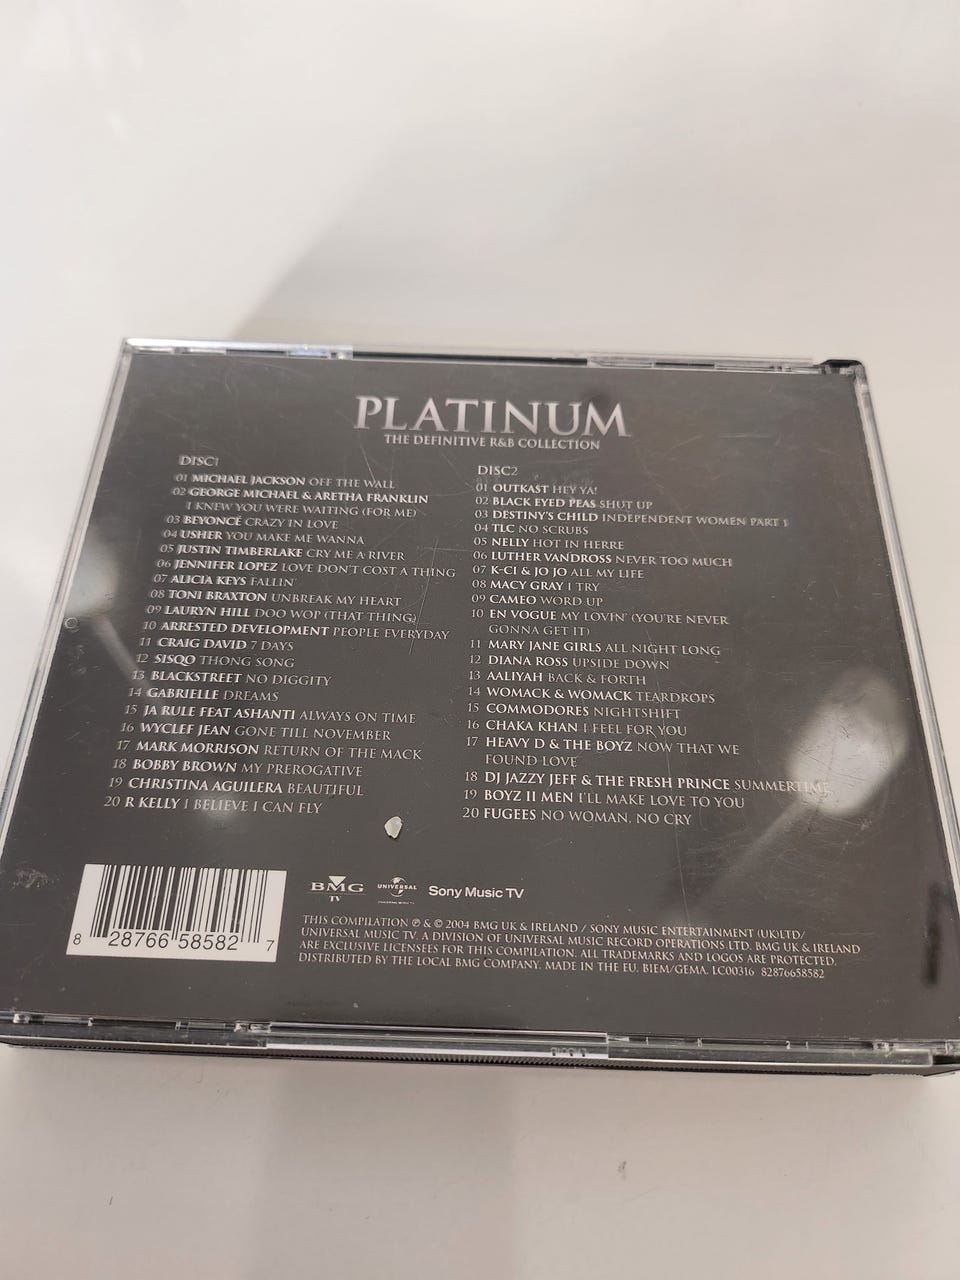 PLATINUM
THE DEFINITIVE R&B COLLECTION
DISC1
01 MICHAEL JACKSON OFF THE WALL
02 GEORGE MICHAEL & ARETHA FRANKLIN
I KNEW YOU WERE WAITING (FOR ME)
03 BEYONCÉ CRAZY IN LOVE
04 USHER YOU MAKE ME WANNA
05 JUSTIN TIMBERLAKE CRY ME A RIVER
06 JENNIFER LOPEZ LOVE DON'T COST A THING
07 ALICIA KEYS FALLIN'
08 TONI BRAXTON UNBREAK MY HEART
09 LAURYN HILL DOO WOP (THAT THING)
10 ARRESTED DEVELOPMENT PEOPLE EVERYDAY
11 CRAIG DAVID 7 DAYS
12 SISQO THONG SONG
13 BLACKSTREET NO DIGGITY
14 GABRIELLE DREAMS
15 JA RULE FEAT ASHANTI ALWAYS ON TIME
16 WYCLEF JEAN GONE TILL NOVEMBER
17 MARK MORRISON RETURN OF THE MACK
18 BOBBY BROWN MY PREROGATIVE
19 CHRISTINA AGUILERA BEAUTIFUL
20 R KELLY I BELIEVE I CAN FLY
DISC2
01 OUTKAST HEY YA!
02 BLACK EYED PEAS SHUT UP
03 DESTINY'S CHILD INDEPENDENT WOMEN PART 1
04 TLC NO SCRUBS
05 NELLY HOT IN HERRE
06 LUTHER VANDROSS NEVER TOO MUCH
07 K-CI & JO JO ALL MY LIFE
08 MACY GRAY I TRY
09 CAMEO WORD UP
10 EN VOGUE MY LOVIN' (YOU'RE NEVER
GONNA GET IT)
11 MARY JANE GIRLS ALL NIGHT LONG
12 DIANA ROSS UPSIDE DOWN
13 AALIYAH BACK & FORTH
14 WOMACK & WOMACK TEARDROPS
15 COMMODORES NIGHTSHIFT
16 CHAKA KHAN I FEEL FOR YOU
17 HEAVY D & THE BOYZ NOW THAT WE
FOUND LOVE
18 DJ JAZZY JEFF & THE FRESH PRINCE SUMMERTIME
19 BOYZ II MEN I'LL MAKE LOVE TO YOU
20 FUGEES NO WOMAN, NO CRY
8 28766 58582 7
BMG
TV
UNIVERSAL
Sony Music TV
THIS COMPILATION ℗ & © 2004 BMG UK & IRELAND / SONY MUSIC ENTERTAINMENT (UK)LTD/
UNIVERSAL MUSIC TV. A DIVISION OF UNIVERSAL MUSIC RECORD OPERATIONS LTD. BMG UK & IRELAND
ARE EXCLUSIVE LICENSEES FOR THIS COMPILATION. ALL TRADEMARKS AND LOGOS ARE PROTECTED.
DISTRIBUTED BY THE LOCAL BMG COMPANY. MADE IN THE EU. BIEM/GEMA. LC00316 82876658582